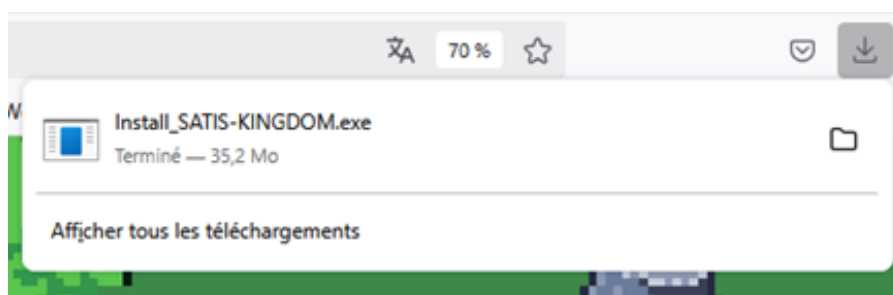 70 %
Install_SATIS-KINGDOM.exe
Terminé — 35,2 Mo
Afficher tous les téléchargements